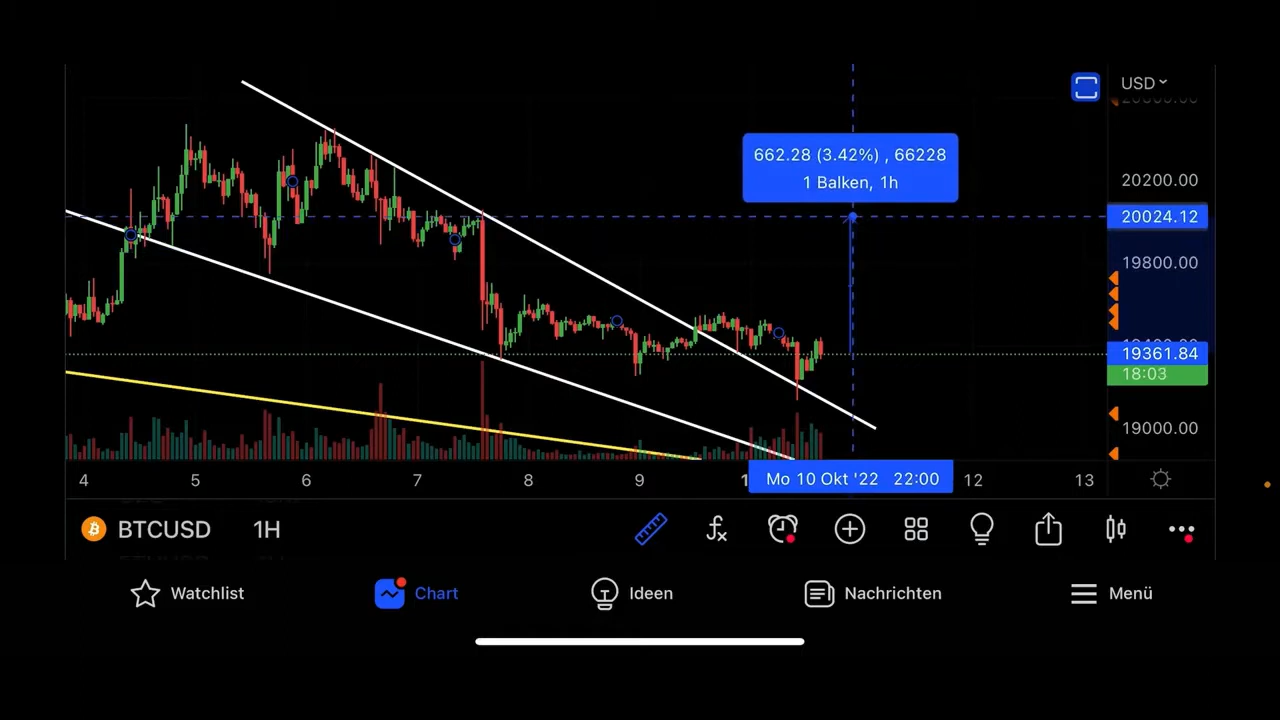 USD
662.28 (3.42%) , 66228
1 Balken, 1h
20200.00
20024.12
19800.00
19361.84
18:03
19000.00
4 5 6 7 8 9 Mo 10 Okt '22 22:00 12 13
BTCUSD 1H
Watchlist Chart Ideen Nachrichten Menü